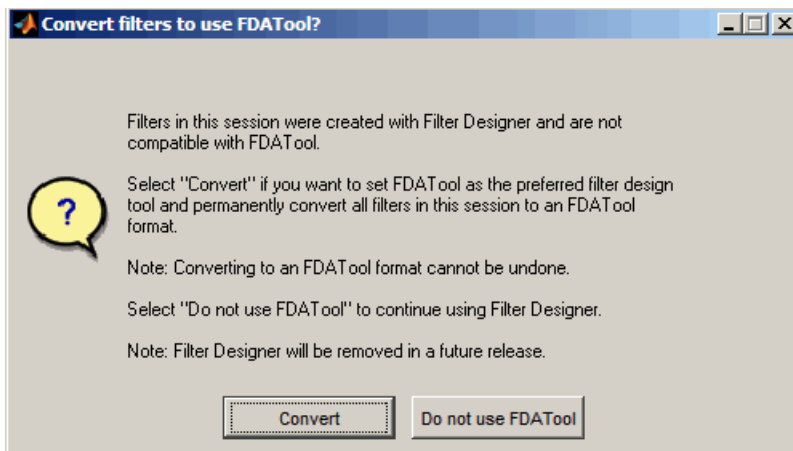 Convert filters to use FDATool?
Filters in this session were created with Filter Designer and are not
compatible with FDATool.
Select "Convert" if you want to set FDATool as the preferred filter design
tool and permanently convert all filters in this session to an FDATool
format.
?
Note: Converting to an FDATool format cannot be undone.
Select "Do not use FDATool" to continue using Filter Designer.
Note: Filter Designer will be removed in a future release.
Convert
Do not use FDATool